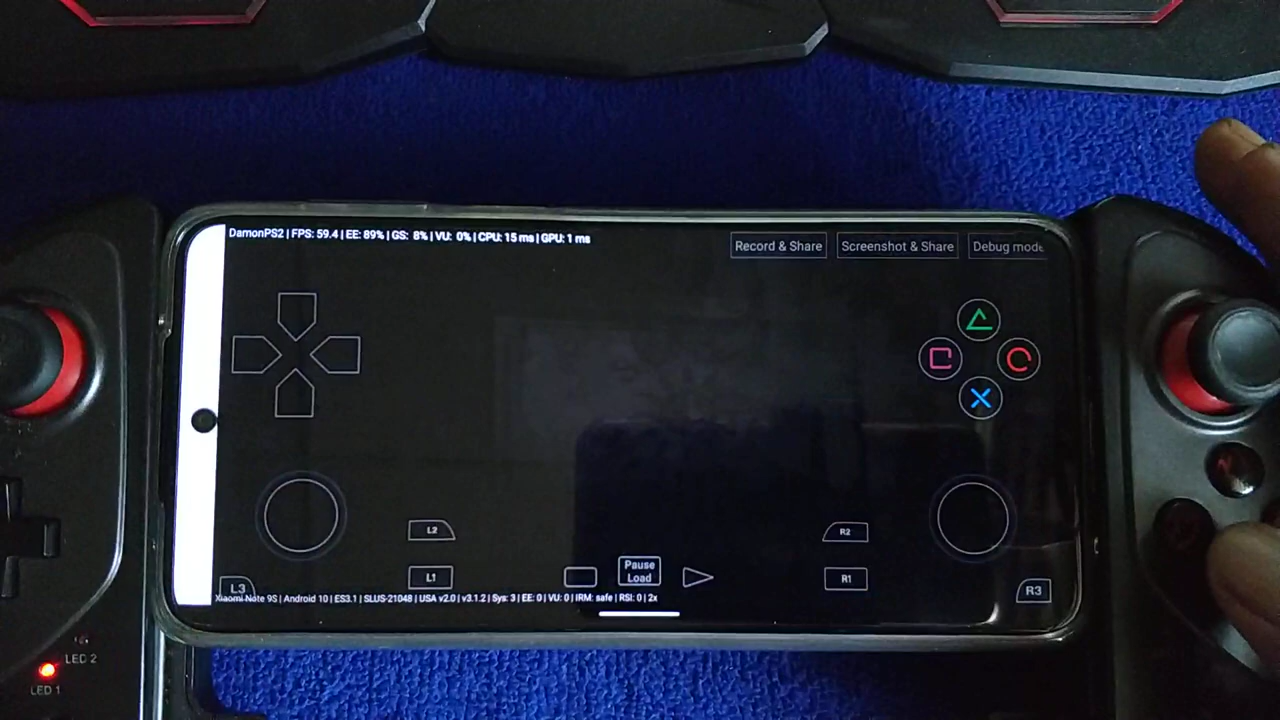 DamonPS2 | FPS: 59.4 | EE: 89% | GS: 8% | VU: 0% | CPU: 15 ms | GPU: 1 ms
Record & Share
Screenshot & Share
Debug mode
L2
R2
L1
Pause
Load
R1
L3
R3
Xiaomi Note 9S | Android 10 | ES3.1 | SLUS-21048 | USA v2.0 | v3.1.2 | Sys: 3 | EE: 0 | VU: 0 | IRM: safe | RSI: 0 | 2x
LED 2
LED 1